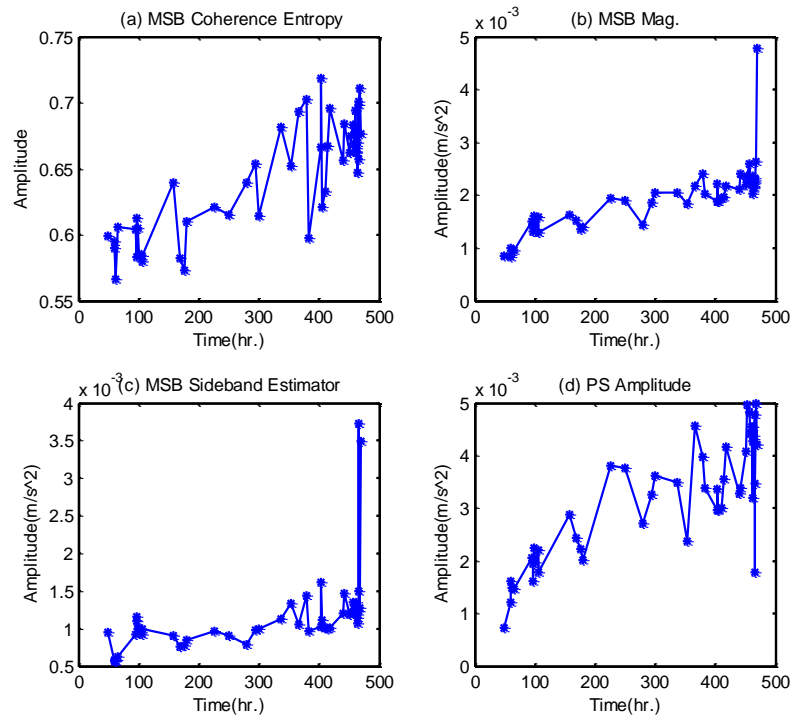 (a) MSB Coherence Entropy
0.75
0.7
0.65
0.6
0.55
Amplitude
0 100 200 300 400 500
Time(hr.)
(b) MSB Mag.
x 10^-3
5
4
3
2
1
0
Amplitude(m/s^2)
0 100 200 300 400 500
Time(hr.)
(c) MSB Sideband Estimator
x 10^-3
4
3.5
3
2.5
2
1.5
1
0.5
Amplitude(m/s^2)
0 100 200 300 400 500
Time(hr.)
(d) PS Amplitude
x 10^-3
5
4
3
2
1
0
Amplitude(m/s^2)
0 100 200 300 400 500
Time(hr.)